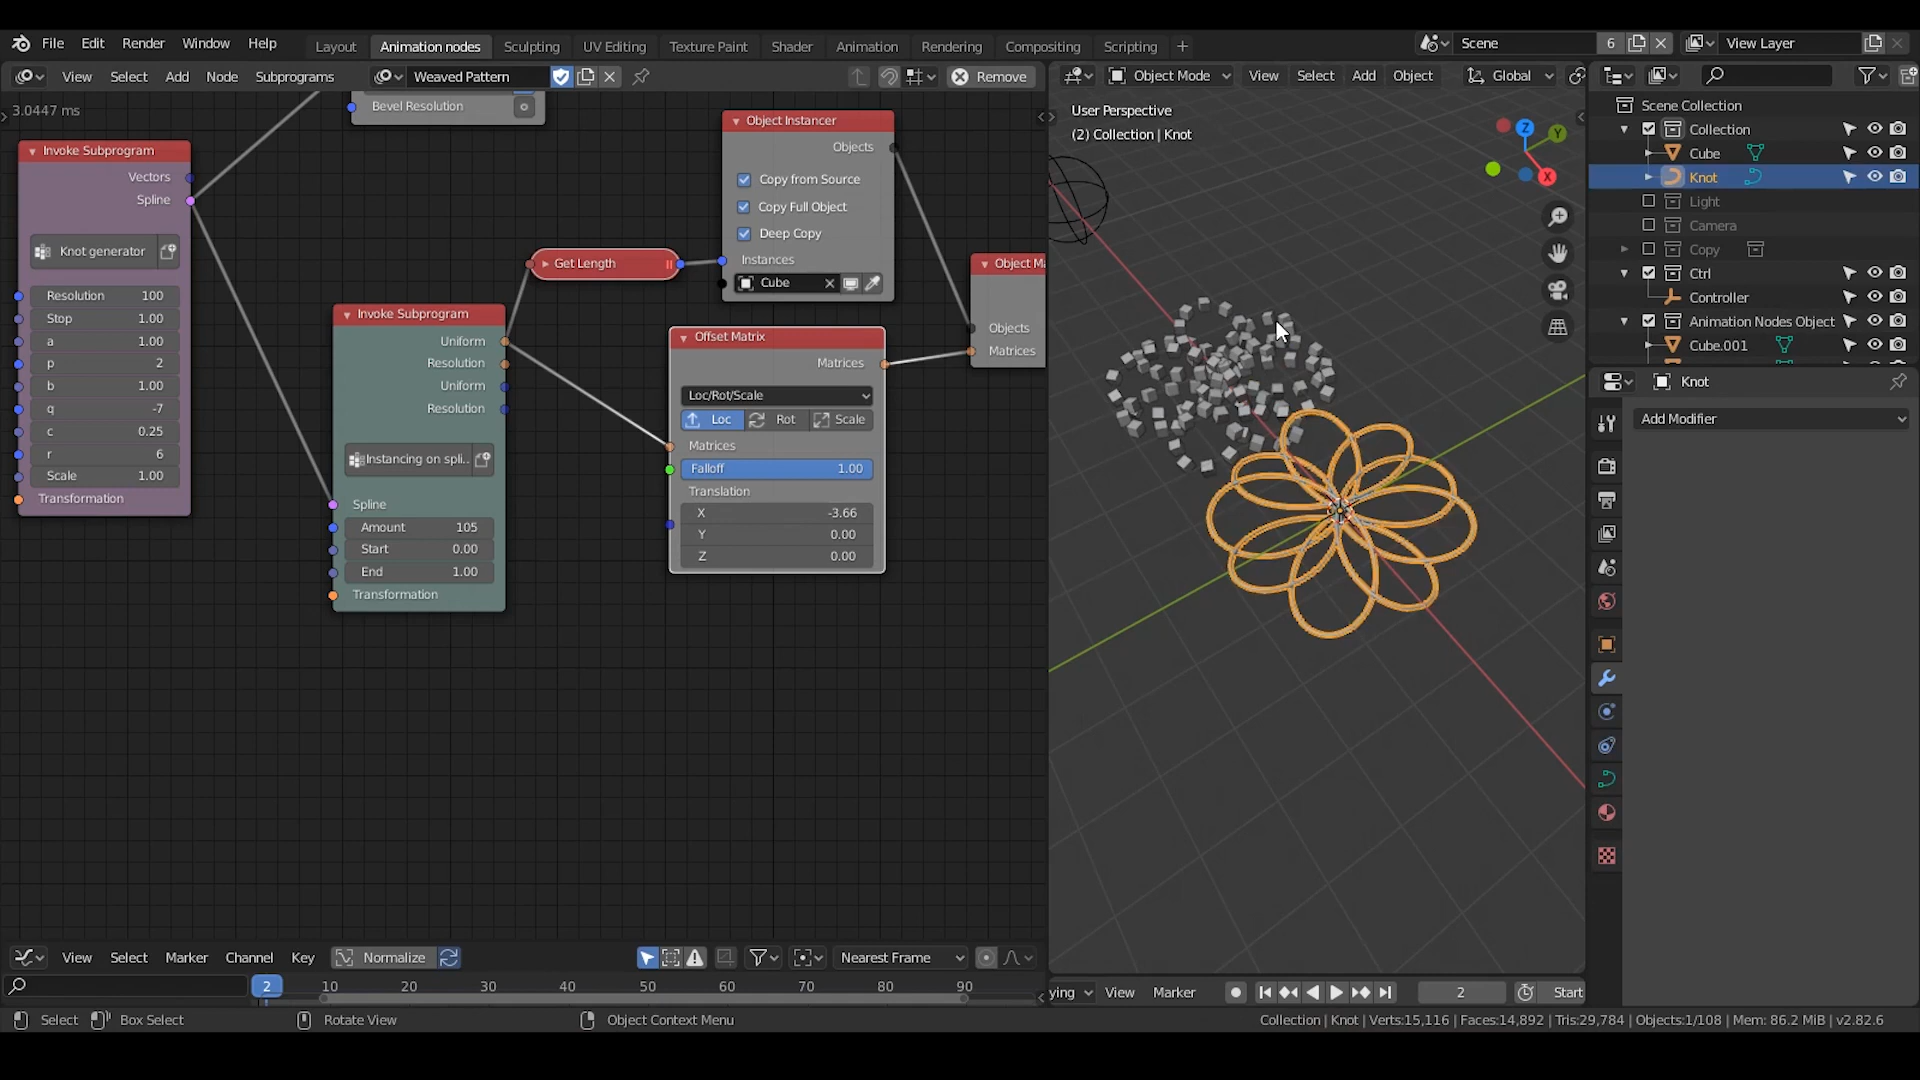 File Edit Render Window Help Layout Animation nodes Sculpting UV Editing Texture Paint Shader Animation Rendering Compositing Scripting + Scene 6 View Layer
View Select Add Node Subprograms Weaved Pattern Remove Object Mode View Select Add Object Global
3.0447 ms
Bevel Resolution
Invoke Subprogram
Vectors
Spline
Knot generator
Resolution 100
Stop 1.00
a 1.00
p 2
b 1.00
q -7
c 0.25
r 6
Scale 1.00
Transformation
Invoke Subprogram
Uniform
Resolution
Uniform
Resolution
Instancing on spli..
Spline
Amount 105
Start 0.00
End 1.00
Transformation
Get Length
Object Instancer
Objects
Copy from Source
Copy Full Object
Deep Copy
Instances
Cube
Offset Matrix
Matrices
Loc/Rot/Scale
Loc Rot Scale
Matrices
Falloff 1.00
Translation
X -3.66
Y 0.00
Z 0.00
Object Ma
Objects
Matrices
User Perspective
(2) Collection | Knot
Z
Y
X
Scene Collection
Collection
Cube
Knot
Light
Camera
Copy
Ctrl
Controller
Animation Nodes Object
Cube.001
Knot
Add Modifier
View Select Marker Channel Key Normalize Nearest Frame
2 10 20 30 40 50 60 70 80 90
ying View Marker 2 Start
Select Box Select Rotate View Object Context Menu
Collection | Knot | Verts:15,116 | Faces:14,892 | Tris:29,784 | Objects:1/108 | Mem: 86.2 MiB | v2.82.6